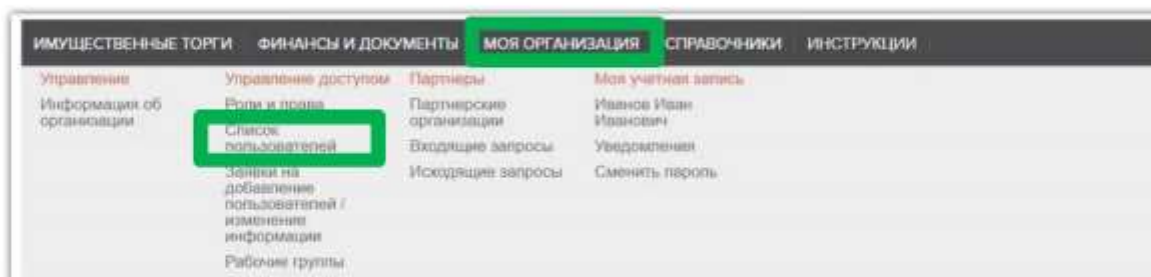 ИМУЩЕСТВЕННЫЕ ТОРГИ ФИНАНСЫ И ДОКУМЕНТЫ МОЯ ОРГАНИЗАЦИЯ СПРАВОЧНИКИ ИНСТРУКЦИИ
Управление
Информация об
организации
Управление доступом
Роли и права
Список
пользователей
Заявки на
добавление
пользователей /
изменение
информации
Рабочие группы
Партнеры
Партнерские
организации
Входящие запросы
Исходящие запросы
Моя учетная запись
Иванов Иван
Иванович
Уведомления
Сменить пароль